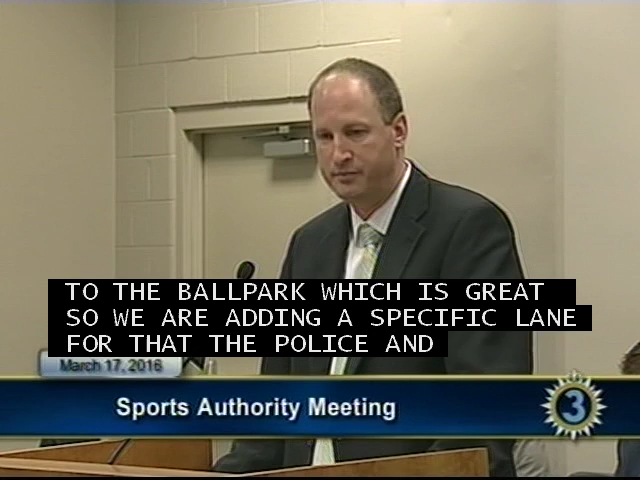 TO THE BALLPARK WHICH IS GREAT
SO WE ARE ADDING A SPECIFIC LANE
FOR THAT THE POLICE AND
March 17, 2016
Sports Authority Meeting
3